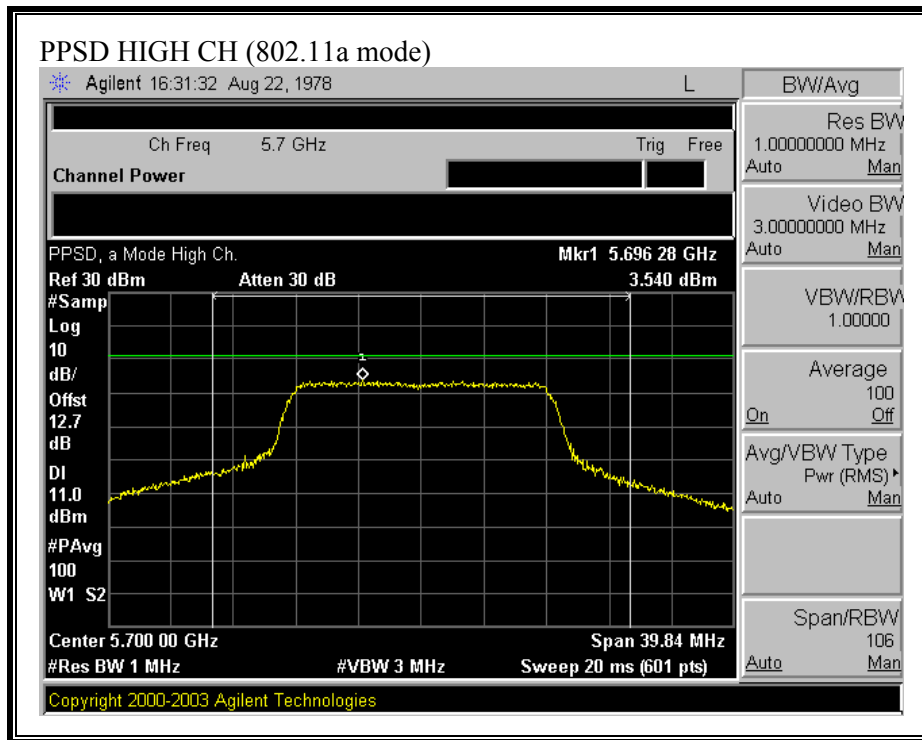 PPSD HIGH CH (802.11a mode)
Agilent 16:31:32 Aug 22, 1978 L
Ch Freq 5.7 GHz Trig Free
Channel Power
PPSD, a Mode High Ch. Mkr1 5.696 28 GHz
Ref 30 dBm Atten 30 dB 3.540 dBm
#Samp
Log
10
dB/
Offst
12.7
dB
DI
11.0
dBm
#PAvg
100
W1 S2
1
Center 5.700 00 GHz Span 39.84 MHz
#Res BW 1 MHz #VBW 3 MHz Sweep 20 ms (601 pts)
Copyright 2000-2003 Agilent Technologies
BW/Avg
Res BW
1.00000000 MHz
Auto Man
Video BW
3.00000000 MHz
Auto Man
VBW/RBW
1.00000
Average
100
On Off
Avg/VBW Type
Pwr (RMS)
Auto Man
Span/RBW
106
Auto Man